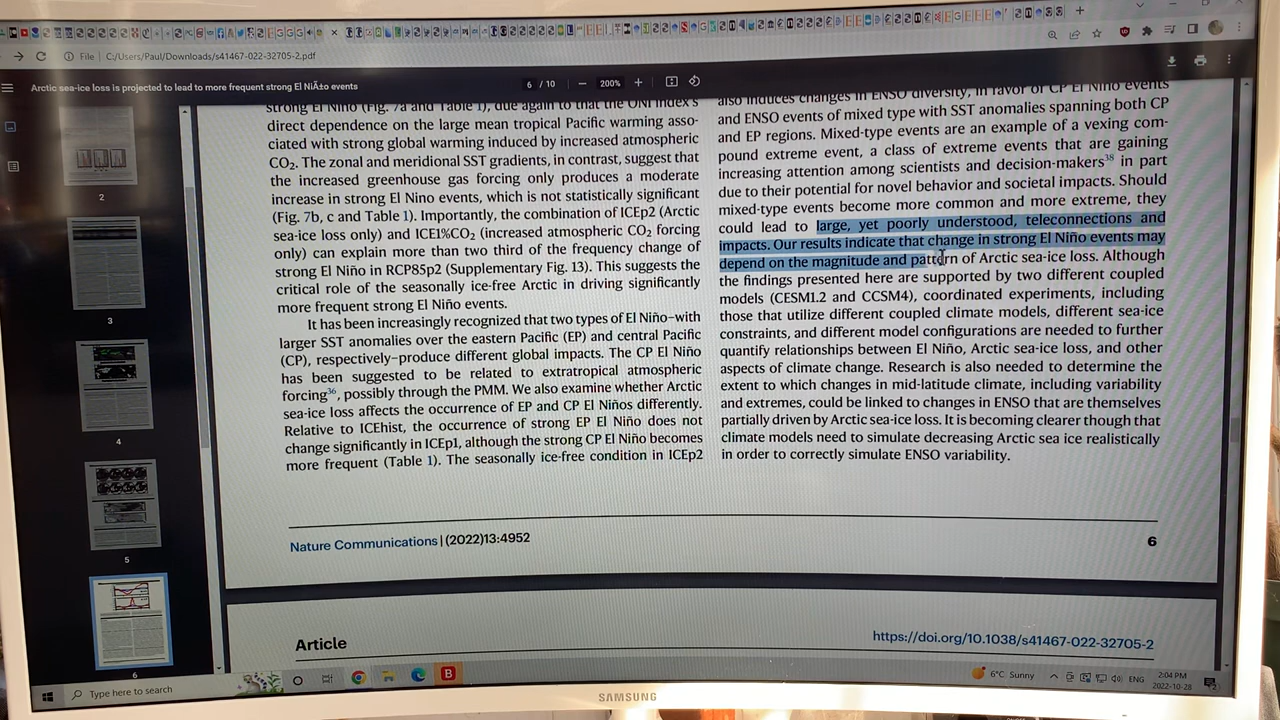 File | C:/Users/Paul/Downloads/s41467-022-32705-2.pdf
Arctic sea-ice loss is projected to lead to more frequent strong El NiÃ±o events
6 / 10
200%
2
3
4
5
6
strong El Niño (Fig. 7a and Table 1), due again to that the ONI index's
direct dependence on the large mean tropical Pacific warming asso-
ciated with strong global warming induced by increased atmospheric
CO2. The zonal and meridional SST gradients, in contrast, suggest that
the increased greenhouse gas forcing only produces a moderate
increase in strong El Nino events, which is not statistically significant
(Fig. 7b, c and Table 1). Importantly, the combination of ICEp2 (Arctic
sea-ice loss only) and ICE1%CO2 (increased atmospheric CO2 forcing
only) can explain more than two third of the frequency change of
strong El Niño in RCP85p2 (Supplementary Fig. 13). This suggests the
critical role of the seasonally ice-free Arctic in driving significantly
more frequent strong El Niño events.
It has been increasingly recognized that two types of El Niño–with
larger SST anomalies over the eastern Pacific (EP) and central Pacific
(CP), respectively–produce different global impacts. The CP El Niño
has been suggested to be related to extratropical atmospheric
forcing36, possibly through the PMM. We also examine whether Arctic
sea-ice loss affects the occurrence of EP and CP El Niños differently.
Relative to ICEhist, the occurrence of strong EP El Niño does not
change significantly in ICEp1, although the strong CP El Niño becomes
more frequent (Table 1). The seasonally ice-free condition in ICEp2
also induces changes in ENSO diversity, in favor of CP El Niño events
and ENSO events of mixed type with SST anomalies spanning both CP
and EP regions. Mixed-type events are an example of a vexing com-
pound extreme event, a class of extreme events that are gaining
increasing attention among scientists and decision-makers38 in part
due to their potential for novel behavior and societal impacts. Should
mixed-type events become more common and more extreme, they
could lead to large, yet poorly understood, teleconnections and
impacts. Our results indicate that change in strong El Niño events may
depend on the magnitude and pattern of Arctic sea-ice loss. Although
the findings presented here are supported by two different coupled
models (CESM1.2 and CCSM4), coordinated experiments, including
those that utilize different coupled climate models, different sea-ice
constraints, and different model configurations are needed to further
quantify relationships between El Niño, Arctic sea-ice loss, and other
aspects of climate change. Research is also needed to determine the
extent to which changes in mid-latitude climate, including variability
and extremes, could be linked to changes in ENSO that are themselves
partially driven by Arctic sea-ice loss. It is becoming clearer though that
climate models need to simulate decreasing Arctic sea ice realistically
in order to correctly simulate ENSO variability.
Nature Communications | (2022)13:4952
6
Article
https://doi.org/10.1038/s41467-022-32705-2
Type here to search
B
6°C Sunny
ENG
2:04 PM
2022-10-28
SAMSUNG